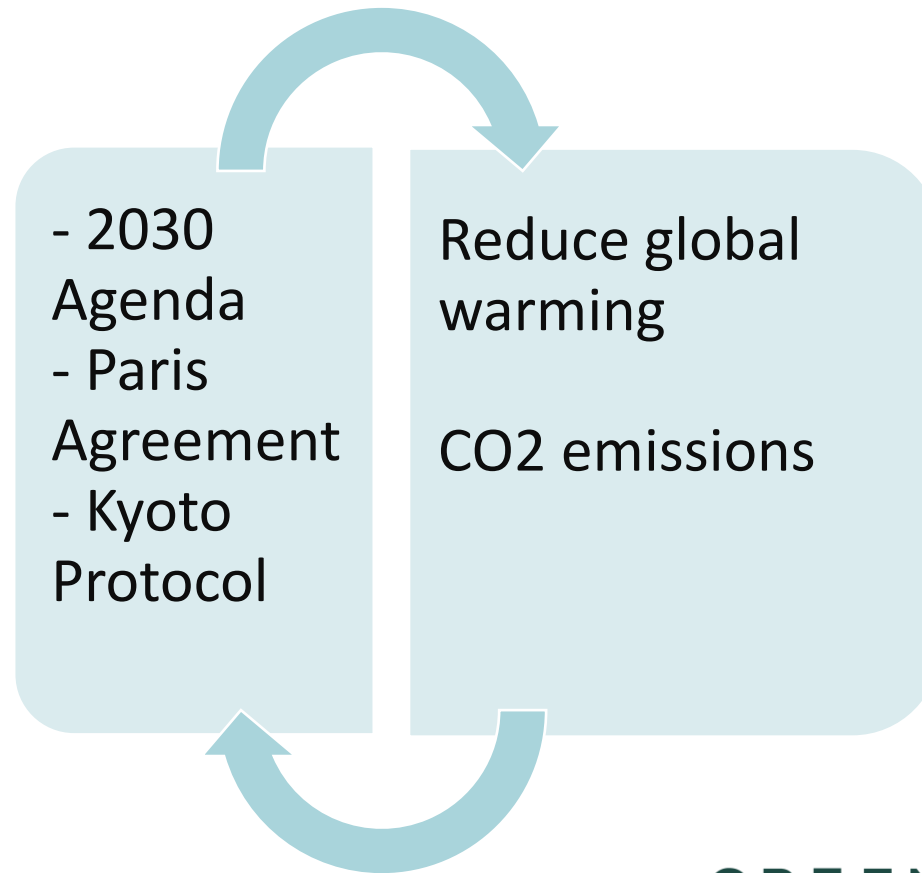 - 2030
Agenda
- Paris
Agreement
- Kyoto
Protocol
Reduce global
warming
CO2 emissions